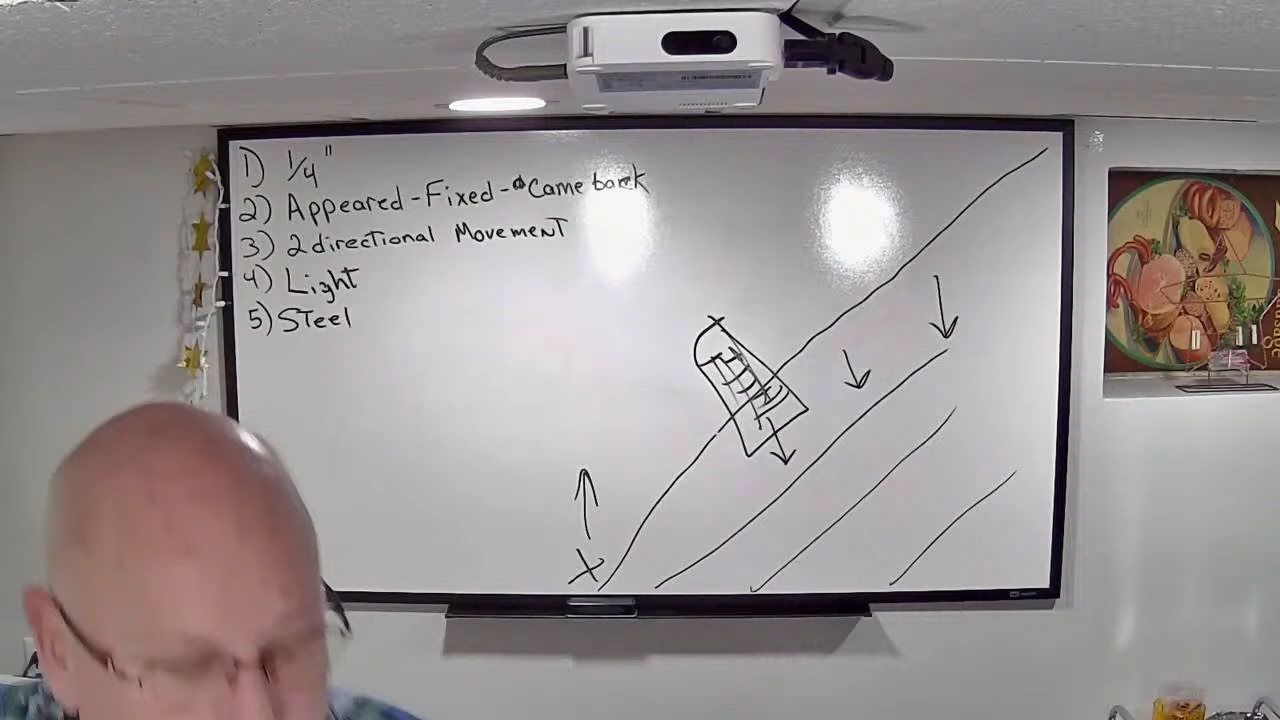 1) 1/4"
2) Appeared - Fixed - & Came back
3) 2 directional Movement
4) Light
5) Steel
X